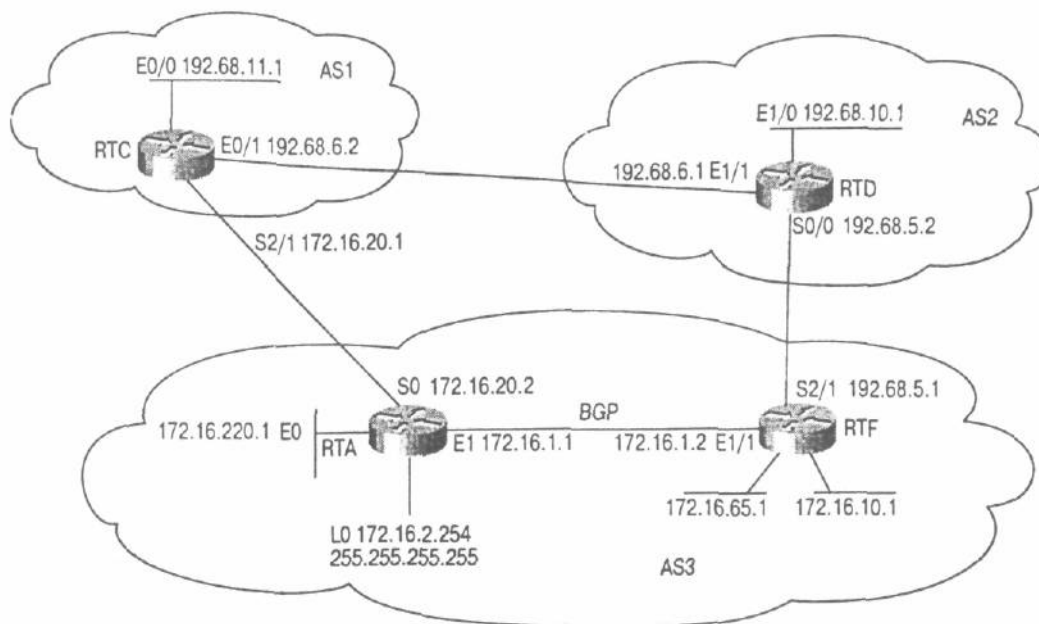 E0/0 192.68.11.1
AS1
E1/0 192.68.10.1
AS2
RTC
E0/1 192.68.6.2
192.68.6.1 E1/1
RTD
S0/0 192.68.5.2
S2/1 172.16.20.1
S0 172.16.20.2
S2/1 192.68.5.1
BGP
172.16.220.1 E0
RTA
E1 172.16.1.1
172.16.1.2 E1/1
RTF
172.16.65.1
172.16.10.1
L0 172.16.2.254
255.255.255.255
AS3